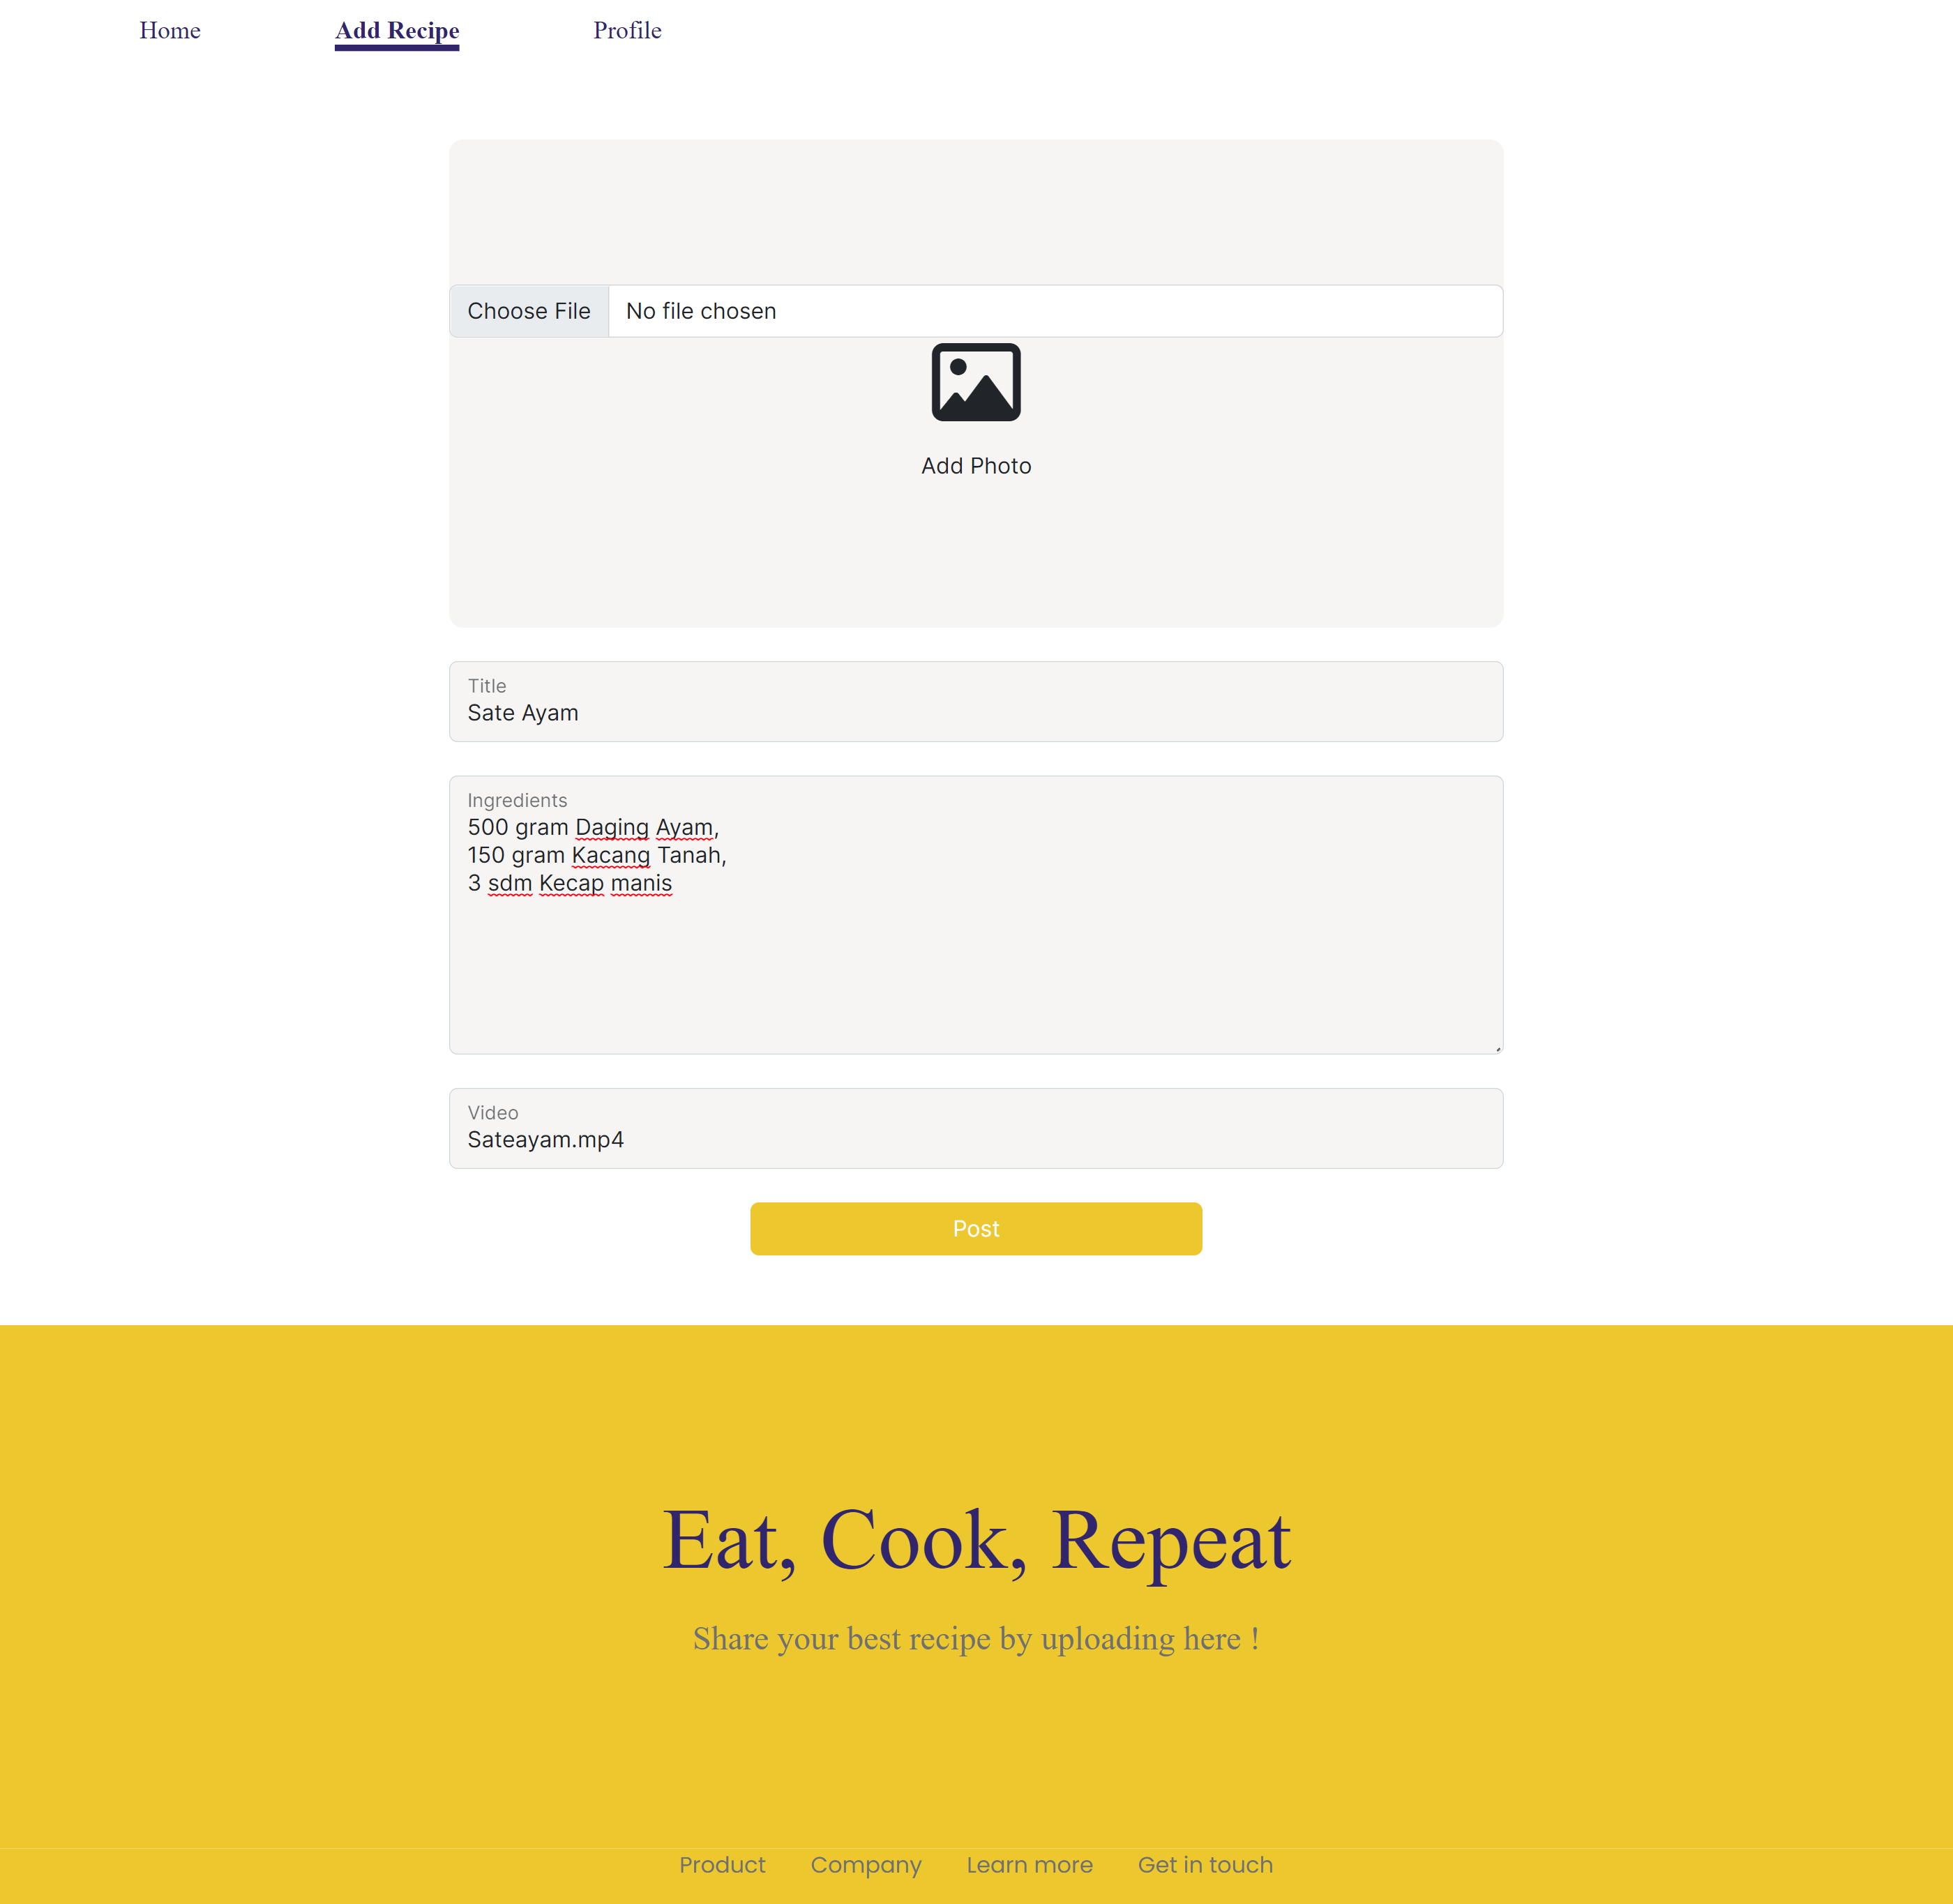 Home Add Recipe Profile
Choose File No file chosen
Add Photo
Title
Sate Ayam
Ingredients
500 gram Daging Ayam,
150 gram Kacang Tanah,
3 sdm Kecap manis
Video
Sateayam.mp4
Post
Eat, Cook, Repeat
Share your best recipe by uploading here !
Product Company Learn more Get in touch